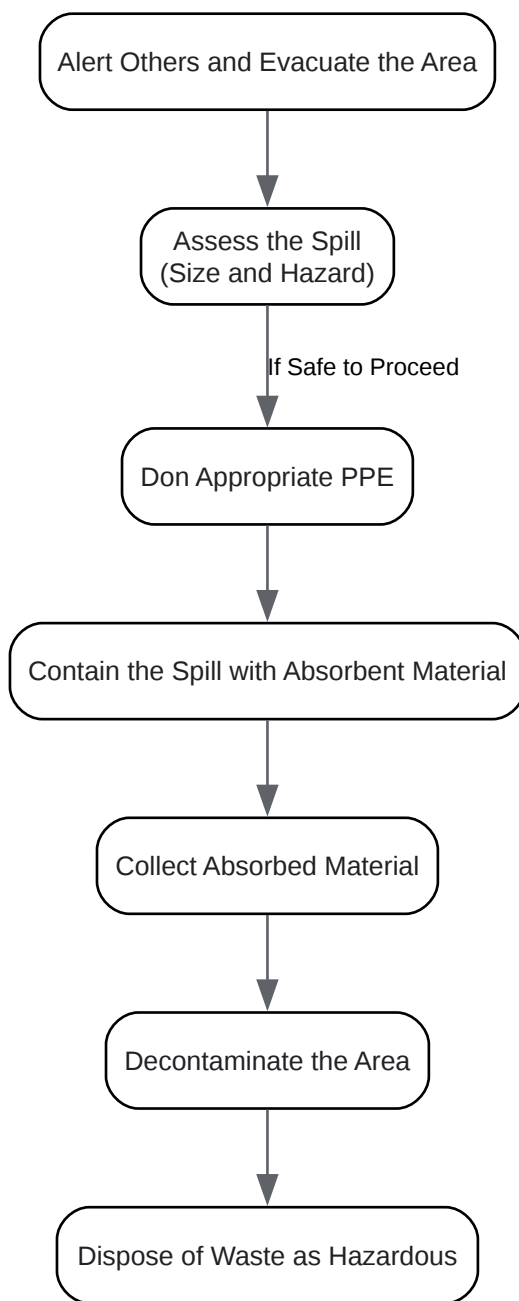 Alert Others and Evacuate the Area
Assess the Spill
(Size and Hazard)
If Safe to Proceed
Don Appropriate PPE
Contain the Spill with Absorbent Material
Collect Absorbed Material
Decontaminate the Area
Dispose of Waste as Hazardous